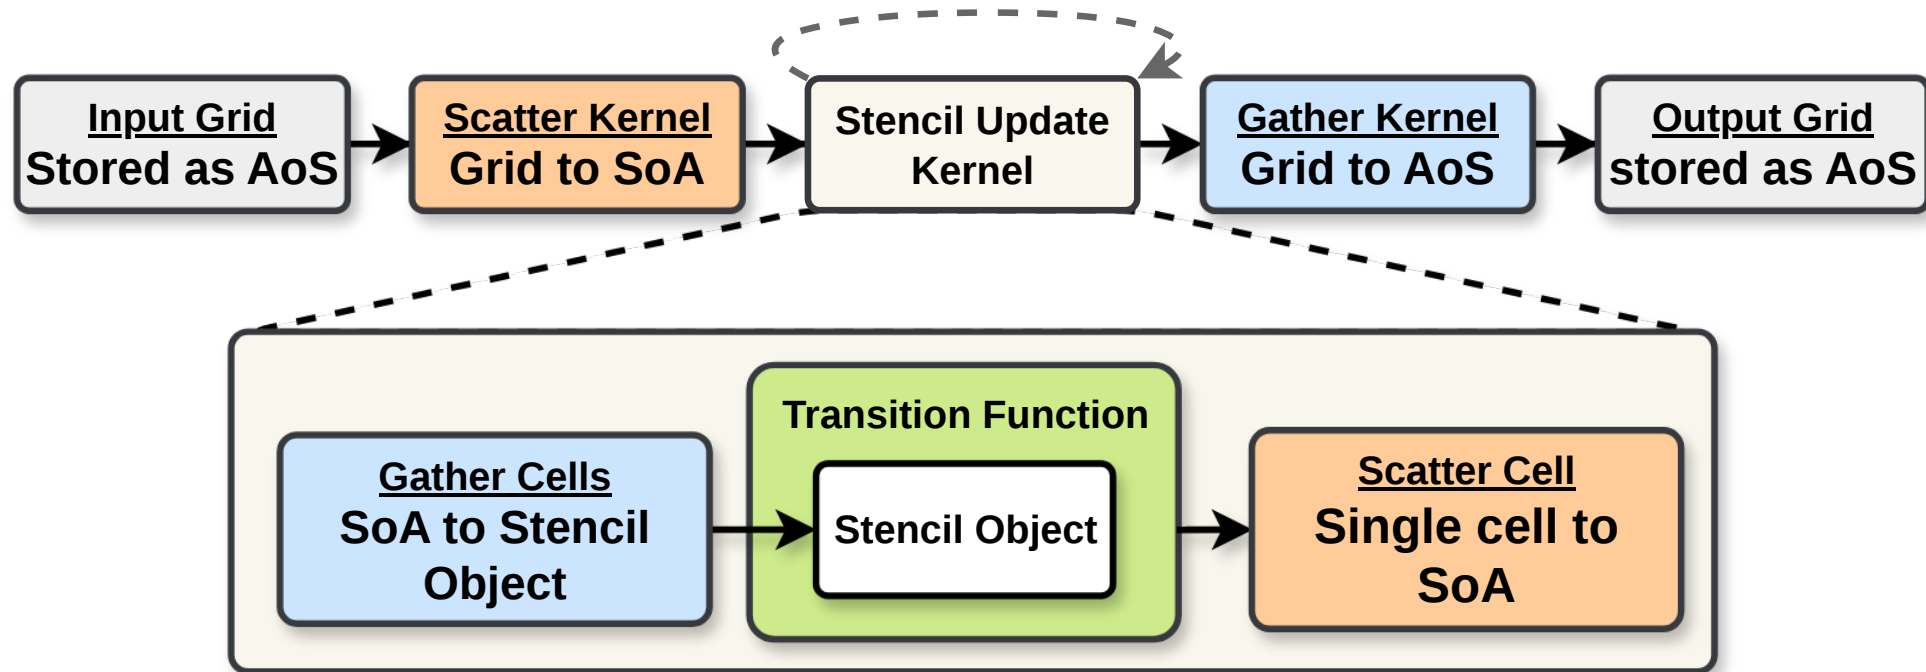 Input Grid
Stored as AoS
Scatter Kernel
Grid to SoA
Stencil Update
Kernel
Gather Kernel
Grid to AoS
Output Grid
stored as AoS
Gather Cells
SoA to Stencil
Object
Transition Function
Stencil Object
Scatter Cell
Single cell to
SoA